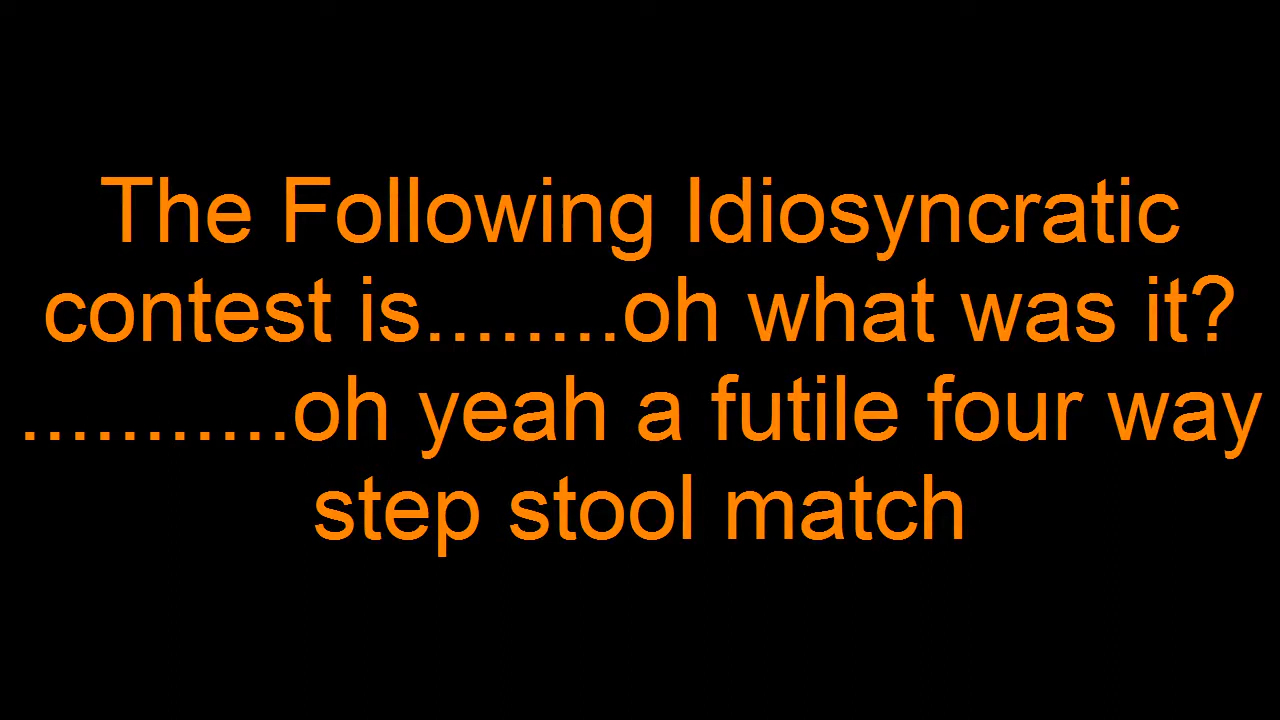 The Following Idiosyncratic
contest is........oh what was it?
...........oh yeah a futile four way
step stool match